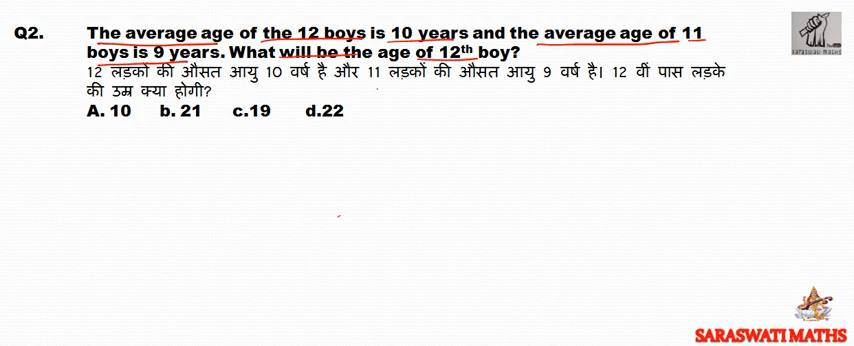 Q2. The average age of the 12 boys is 10 years and the average age of 11
boys is 9 years. What will be the age of 12th boy?
12 लड़कों की औसत आयु 10 वर्ष है और 11 लड़कों की औसत आयु 9 वर्ष है। 12 वीं पास लड़के
की उम्र क्या होगी?
A. 10 b. 21 c.19 d.22
SARASWATI MATHS
SARASWATI MATHS